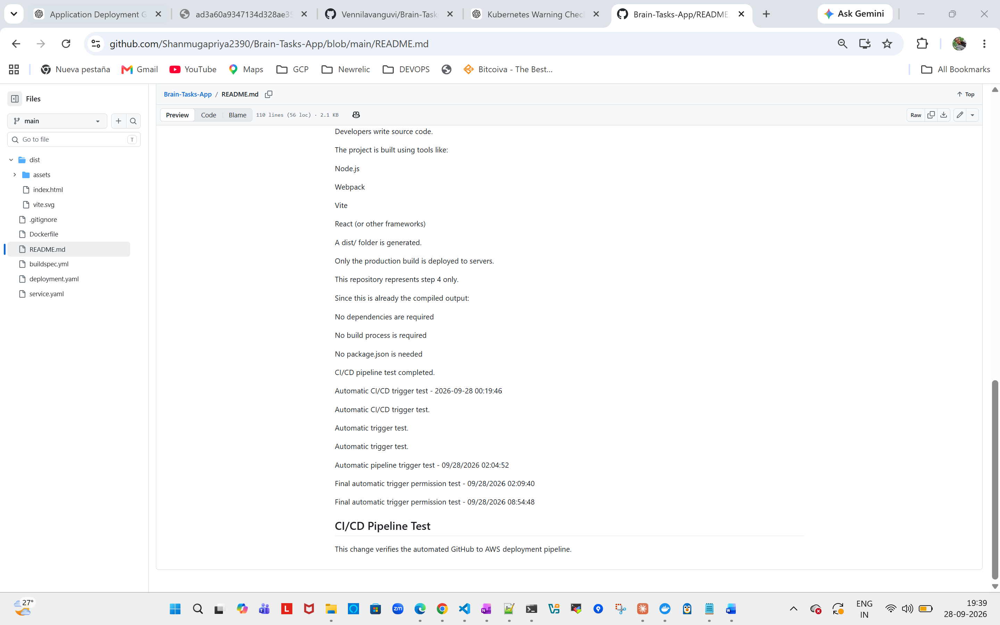 Application Deployment G
ad3a60a9347134d328ae35
Vennilavanguvi/Brain-Task
Kubernetes Warning Chec
Brain-Tasks-App/README.
Ask Gemini
github.com/Shanmugapriya2390/Brain-Tasks-App/blob/main/README.md
Nueva pestaña
Gmail
YouTube
Maps
GCP
Newrelic
DEVOPS
Bitcoiva - The Best...
All Bookmarks
Files
main
Go to file
T
dist
assets
index.html
vite.svg
.gitignore
Dockerfile
README.md
buildspec.yml
deployment.yaml
service.yaml
Brain-Tasks-App / README.md
Top
Preview
Code
Blame
110 lines (56 loc) · 2.1 KB
Raw
Developers write source code.
The project is built using tools like:
Node.js
Webpack
Vite
React (or other frameworks)
A dist/ folder is generated.
Only the production build is deployed to servers.
This repository represents step 4 only.
Since this is already the compiled output:
No dependencies are required
No build process is required
No package.json is needed
CI/CD pipeline test completed.
Automatic CI/CD trigger test - 2026-09-28 00:19:46
Automatic CI/CD trigger test.
Automatic trigger test.
Automatic trigger test.
Automatic pipeline trigger test - 09/28/2026 02:04:52
Final automatic trigger permission test - 09/28/2026 02:09:40
Final automatic trigger permission test - 09/28/2026 08:54:48
CI/CD Pipeline Test
This change verifies the automated GitHub to AWS deployment pipeline.
27°
L
zm
ENG
IN
19:39
28-09-2026